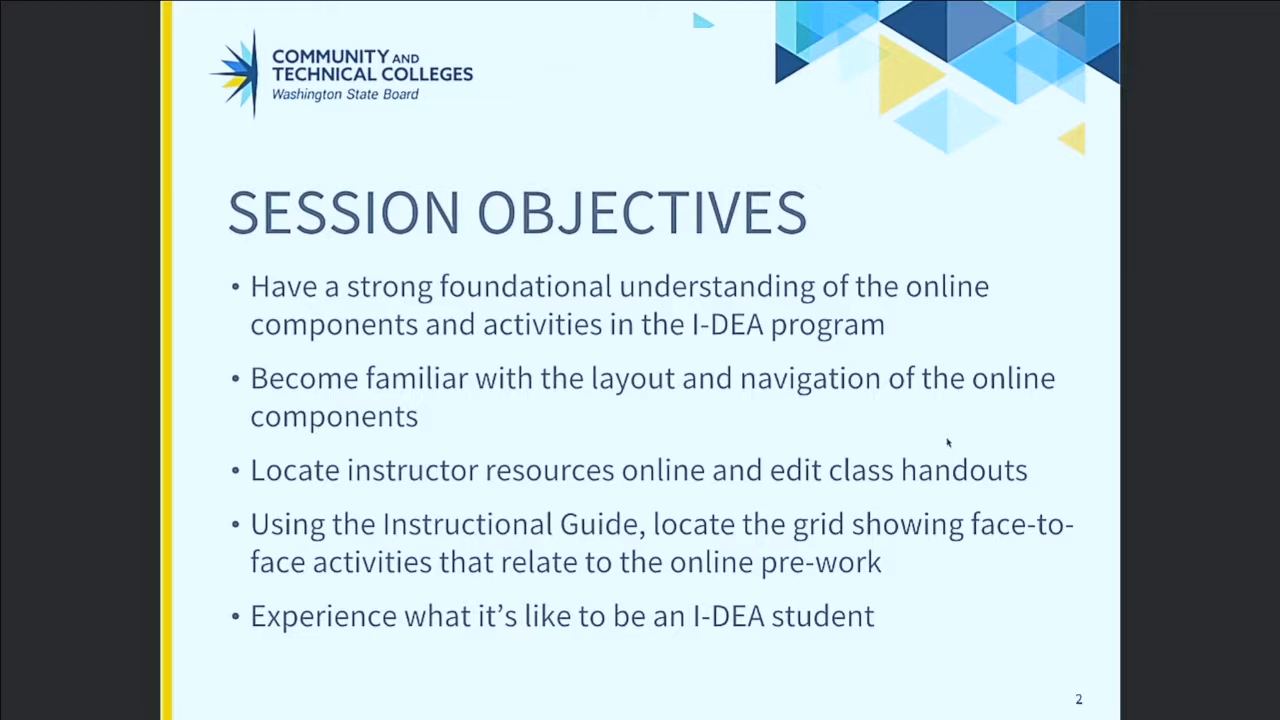 COMMUNITY AND
TECHNICAL COLLEGES
Washington State Board
SESSION OBJECTIVES
• Have a strong foundational understanding of the online
components and activities in the I-DEA program
• Become familiar with the layout and navigation of the online
components
• Locate instructor resources online and edit class handouts
• Using the Instructional Guide, locate the grid showing face-to-
face activities that relate to the online pre-work
• Experience what it’s like to be an I-DEA student
2